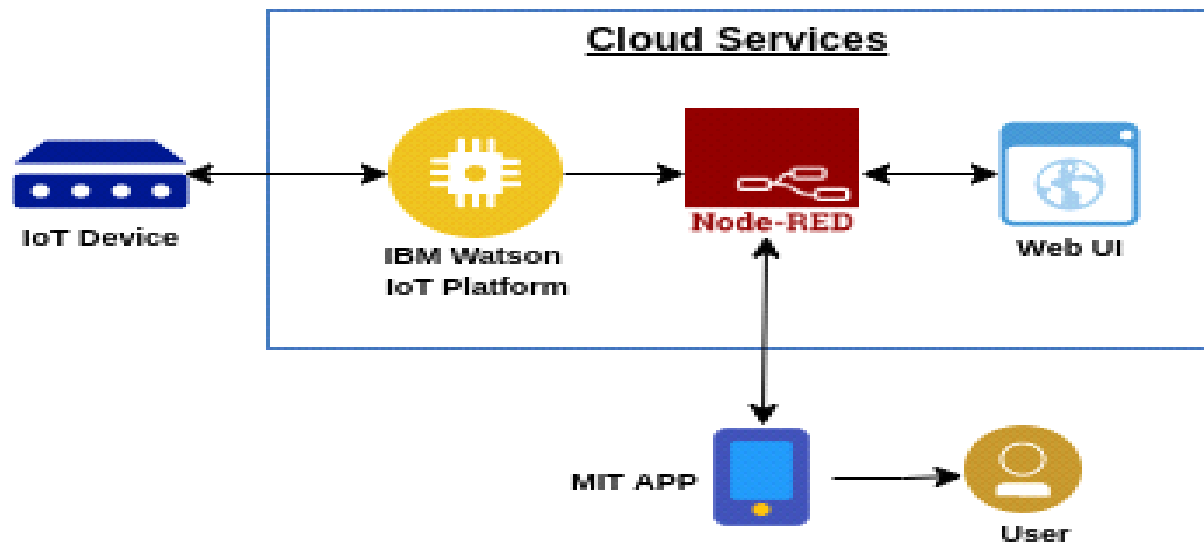 Cloud Services
IoT Device
IBM Watson
IoT Platform
Node-RED
Web UI
MIT APP
User